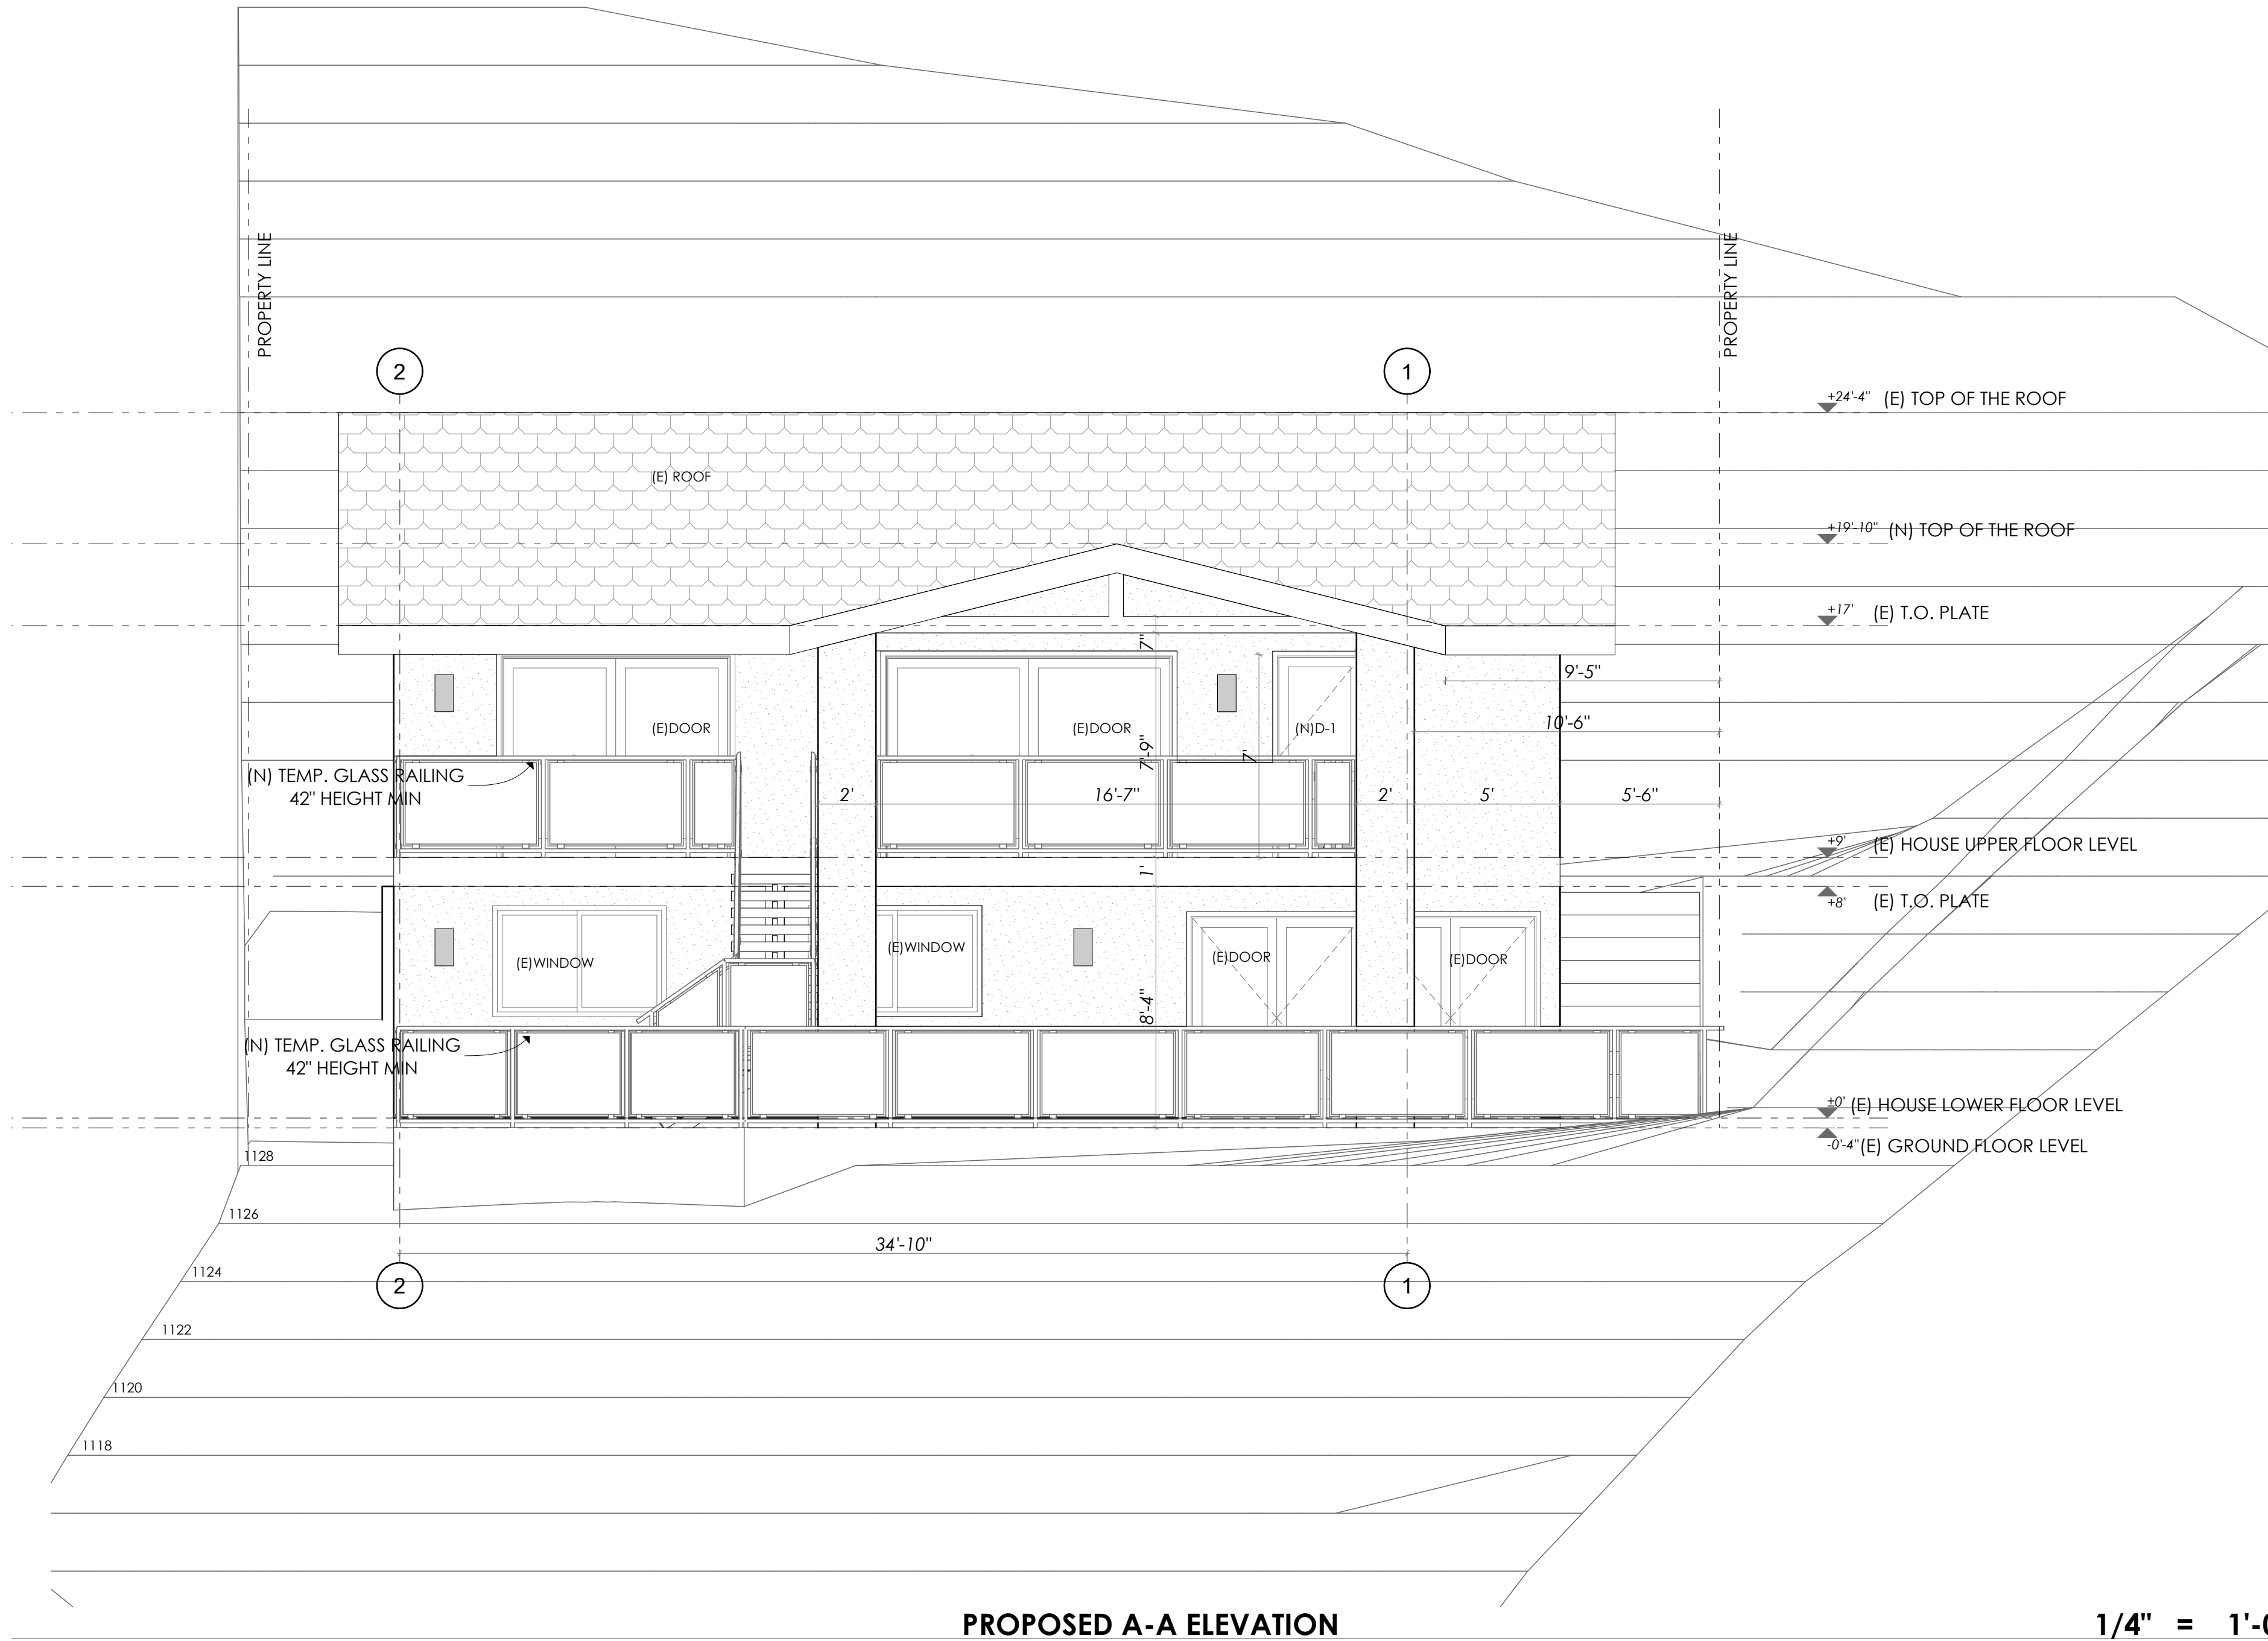 PROPERTY LINE
PROPERTY LINE
2
1
+24'-4" (E) TOP OF THE ROOF
(E) ROOF
+19'-10" (N) TOP OF THE ROOF
+17' (E) T.O. PLATE
7"
9'-5"
10'-6"
(E)DOOR
(E)DOOR
(N)D-1
7'-9"
7'
(N) TEMP. GLASS RAILING
42" HEIGHT MIN
2'
16'-7"
2'
5'
5'-6"
+9' (E) HOUSE UPPER FLOOR LEVEL
1'
+8' (E) T.O. PLATE
(E)WINDOW
(E)WINDOW
(E)DOOR
(E)DOOR
8'-4"
(N) TEMP. GLASS RAILING
42" HEIGHT MIN
±0' (E) HOUSE LOWER FLOOR LEVEL
-0'-4" (E) GROUND FLOOR LEVEL
1128
1126
34'-10"
1124
2
1
1122
1120
1118
PROPOSED A-A ELEVATION
1/4" = 1'-